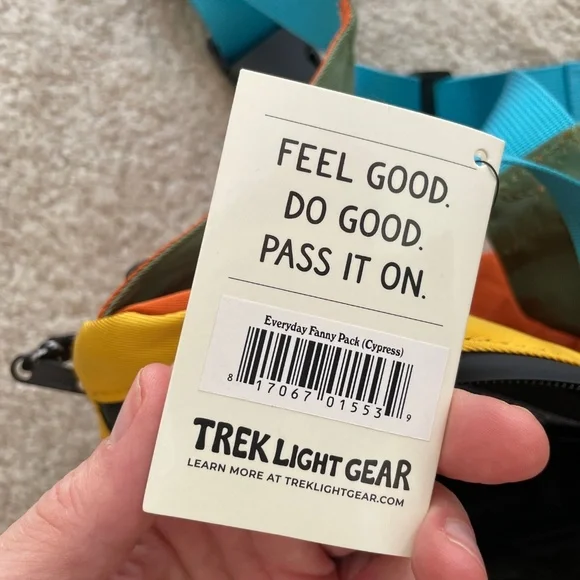 FEEL GOOD.
DO GOOD.
PASS IT ON.
Everyday Fanny Pack (Cypress)
8 17067 01553 9
TREK LIGHT GEAR
LEARN MORE AT TREKLIGHTGEAR.COM